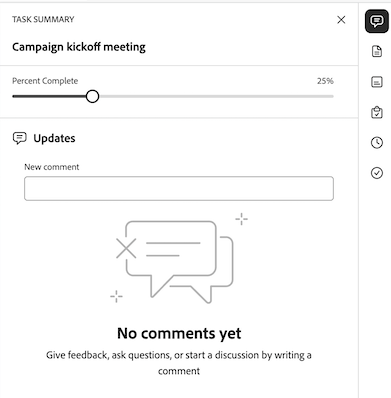 TASK SUMMARY
Campaign kickoff meeting
Percent Complete 25%
Updates
New comment
No comments yet
Give feedback, ask questions, or start a discussion by writing a
comment